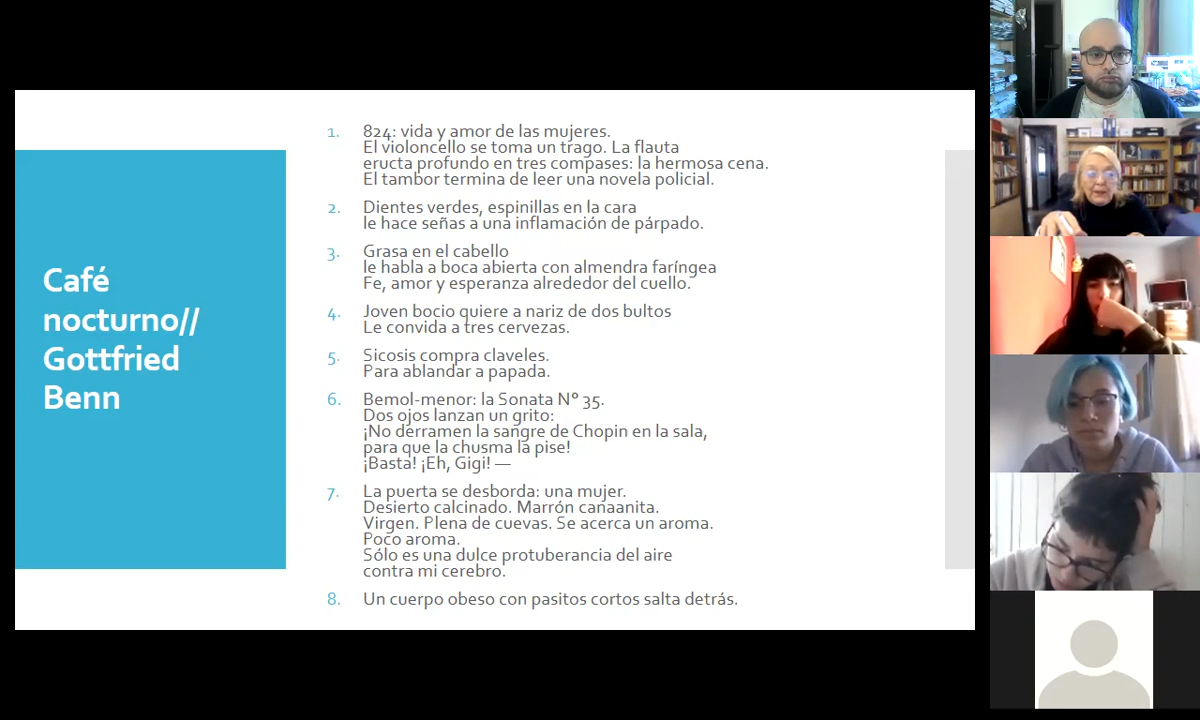 Café
nocturno//
Gottfried
Benn
1. 824: vida y amor de las mujeres.
El violoncello se toma un trago. La flauta
eructa profundo en tres compases: la hermosa cena.
El tambor termina de leer una novela policial.
2. Dientes verdes, espinillas en la cara
le hace señas a una inflamación de párpado.
3. Grasa en el cabello
le habla a boca abierta con almendra faríngea
Fe, amor y esperanza alrededor del cuello.
4. Joven bocio quiere a nariz de dos bultos
Le convida a tres cervezas.
5. Sicosis compra claveles.
Para ablandar a papada.
6. Bemol-menor: la Sonata N° 35.
Dos ojos lanzan un grito:
¡No derramen la sangre de Chopin en la sala,
para que la chusma la pise!
¡Basta! ¡Eh, Gigi! —
7. La puerta se desborda: una mujer.
Desierto calcinado. Marrón canaanita.
Virgen. Plena de cuevas. Se acerca un aroma.
Poco aroma.
Sólo es una dulce protuberancia del aire
contra mi cerebro.
8. Un cuerpo obeso con pasitos cortos salta detrás.